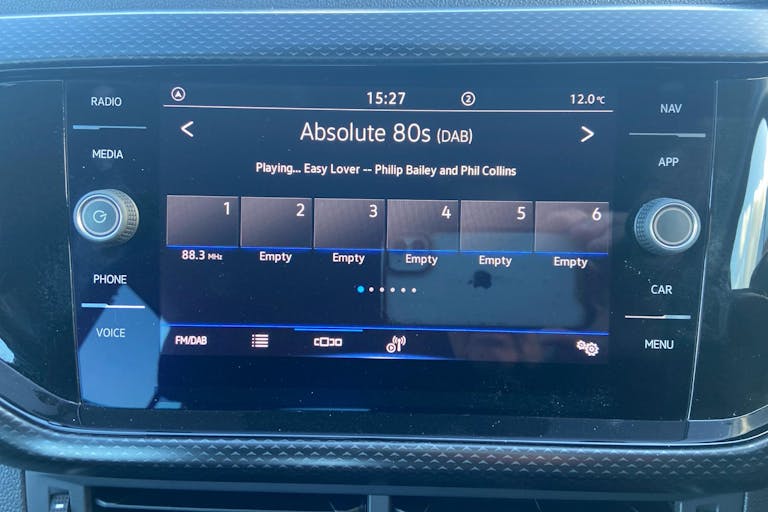 RADIO
MEDIA
PHONE
VOICE
15:27 2 12.0°C
< Absolute 80s (DAB) >
Playing... Easy Lover -- Philip Bailey and Phil Collins
1 2 3 4 5 6
88.3 MHz Empty Empty Empty Empty Empty
FM/DAB
NAV
APP
CAR
MENU